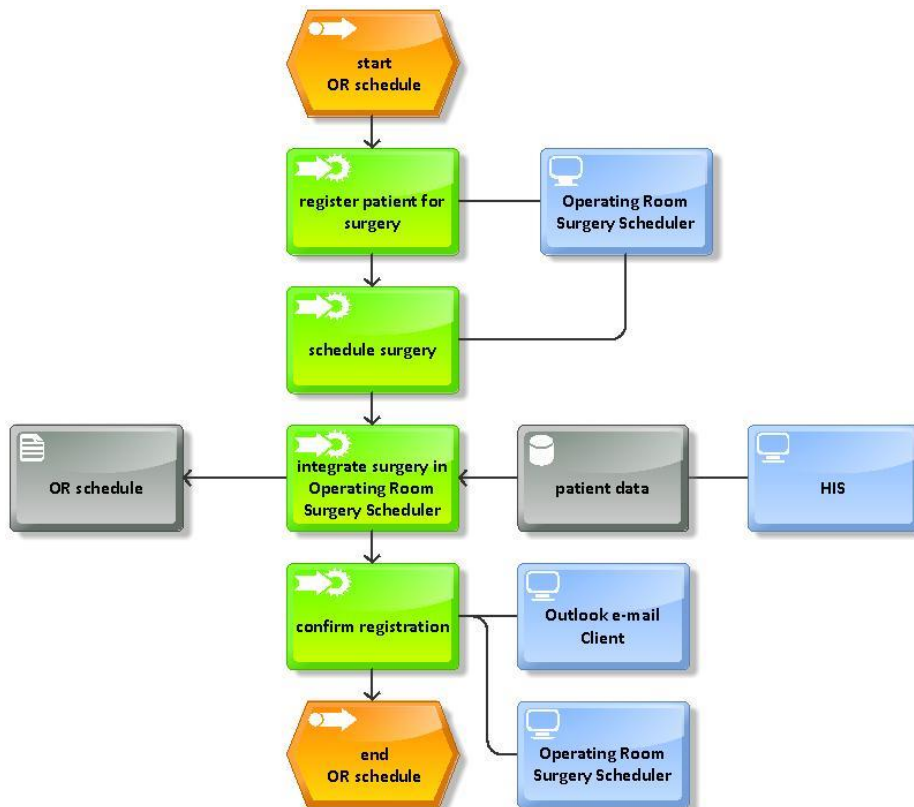 start
OR schedule
register patient for
surgery
Operating Room
Surgery Scheduler
schedule surgery
OR schedule
integrate surgery in
Operating Room
Surgery Scheduler
patient data
HIS
confirm registration
Outlook e-mail
Client
end
OR schedule
Operating Room
Surgery Scheduler